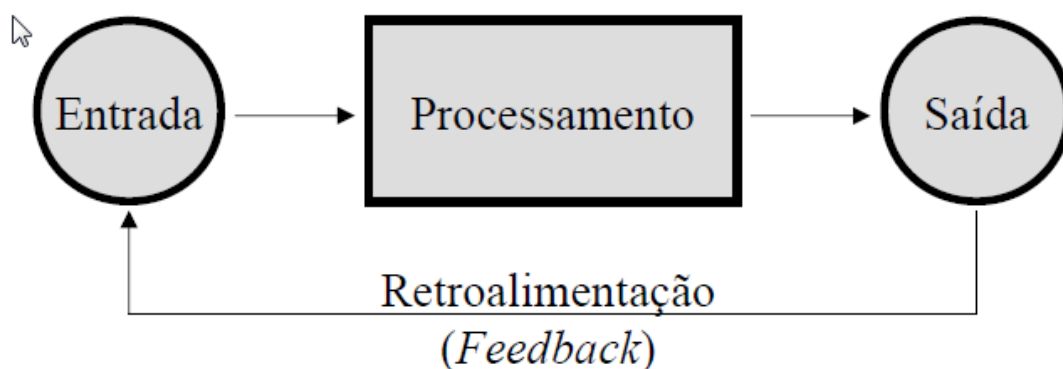 Entrada
Processamento
Saída
Retroalimentação
(Feedback)